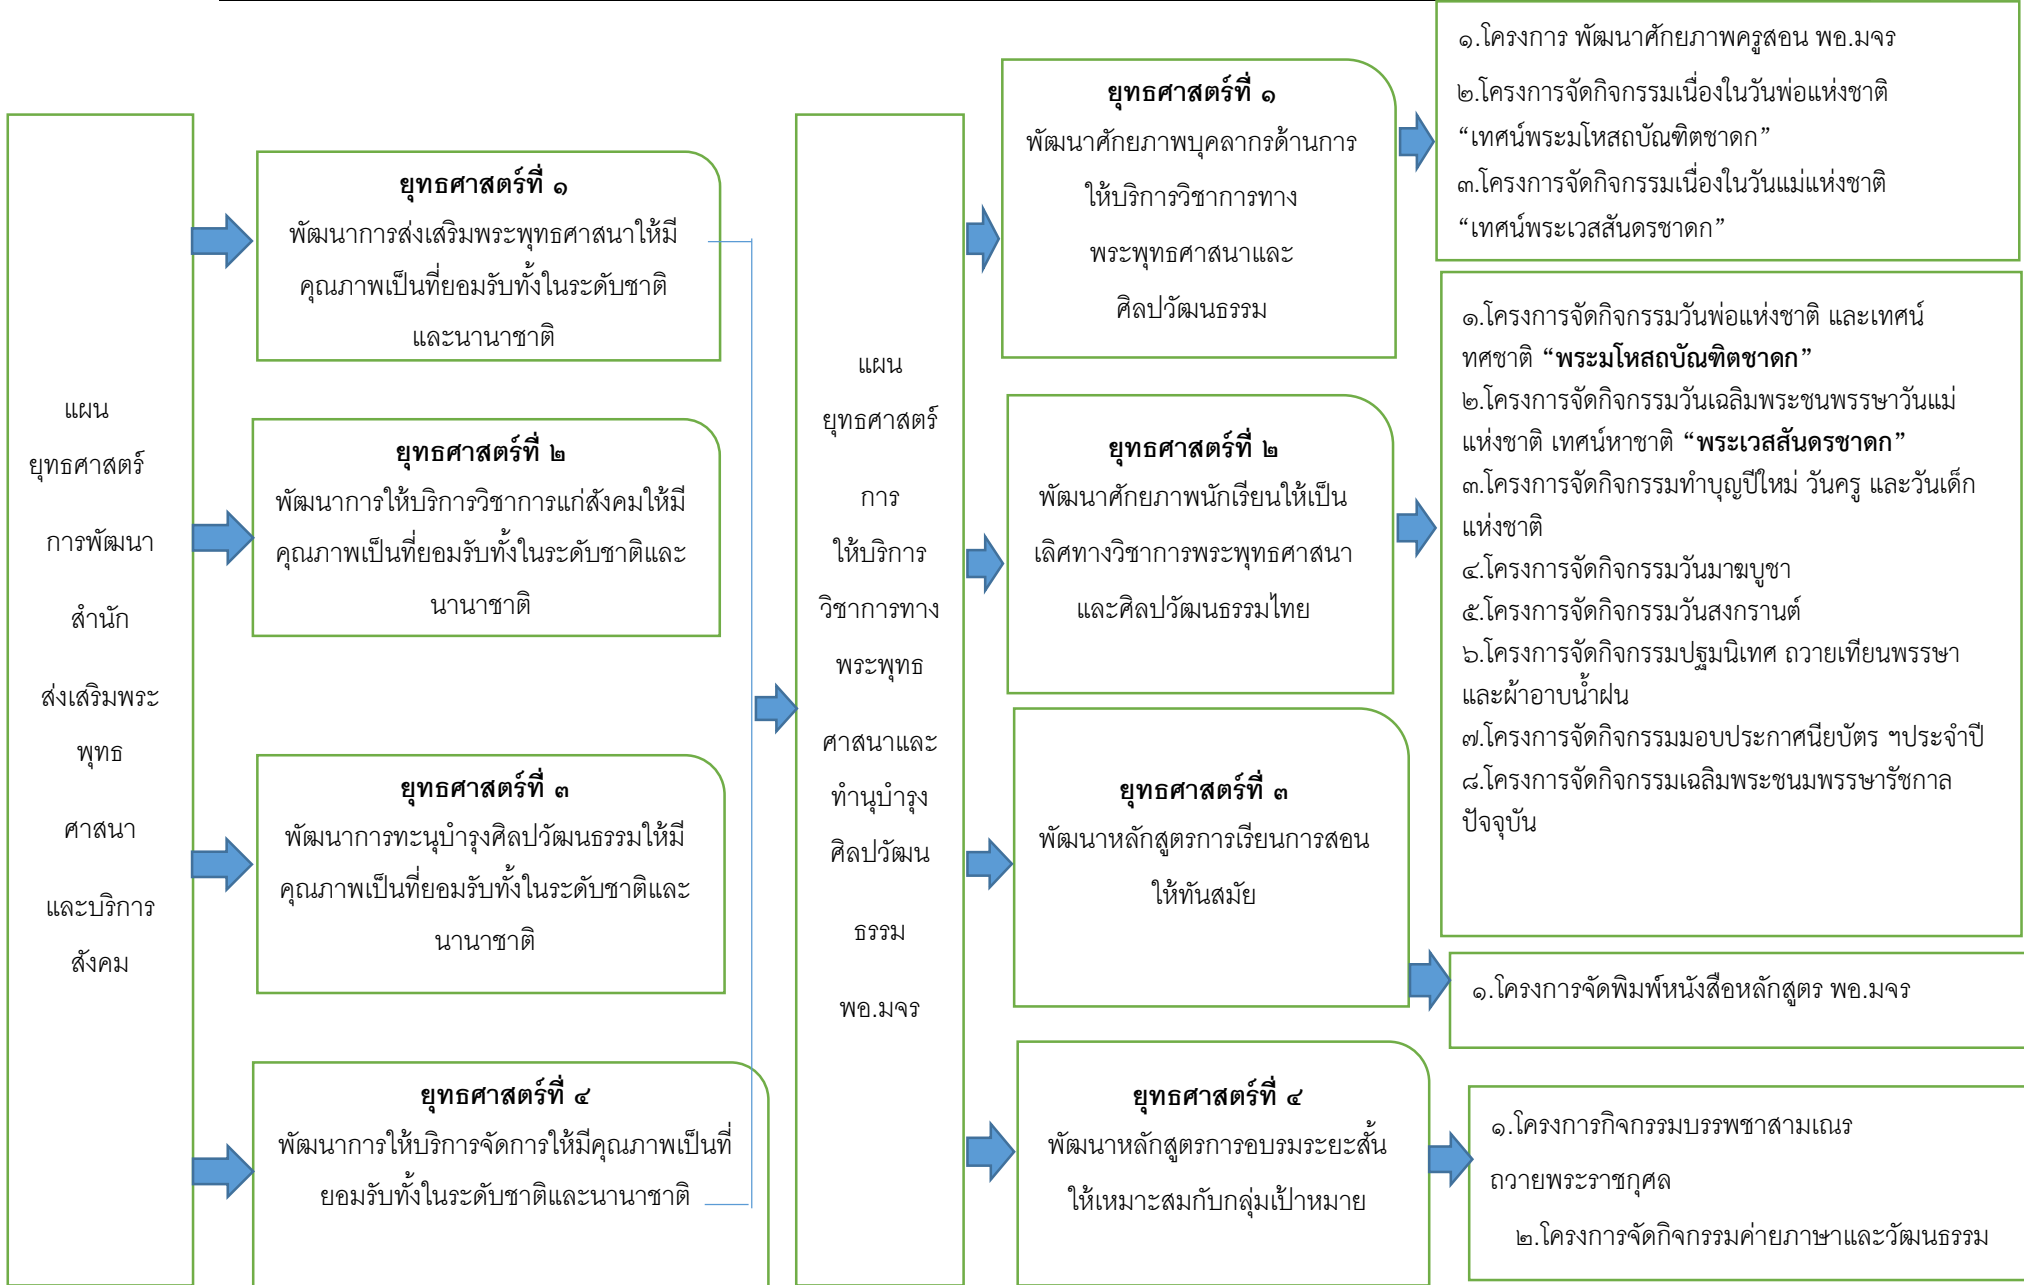 แผน
ยุทธศาสตร์
การพัฒนา
สำนัก
ส่งเสริมพระ
พุทธ
ศาสนา
และบริการ
สังคม
ยุทธศาสตร์ที่ ๑
พัฒนาการส่งเสริมพระพุทธศาสนาให้มี
คุณภาพเป็นที่ยอมรับทั้งในระดับชาติ
และนานาชาติ
ยุทธศาสตร์ที่ ๒
พัฒนาการให้บริการวิชาการแก่สังคมให้มี
คุณภาพเป็นที่ยอมรับทั้งในระดับชาติและ
นานาชาติ
ยุทธศาสตร์ที่ ๓
พัฒนาการทะนุบำรุงศิลปวัฒนธรรมให้มี
คุณภาพเป็นที่ยอมรับทั้งในระดับชาติและ
นานาชาติ
ยุทธศาสตร์ที่ ๔
พัฒนาการให้บริการจัดการให้มีคุณภาพเป็นที่
ยอมรับทั้งในระดับชาติและนานาชาติ
แผน
ยุทธศาสตร์
การ
ให้บริการ
วิชาการทาง
พระพุทธ
ศาสนาและ
ทำนุบำรุง
ศิลปวัฒน
ธรรม
พอ.มจร
ยุทธศาสตร์ที่ ๑
พัฒนาศักยภาพบุคลากรด้านการ
ให้บริการวิชาการทาง
พระพุทธศาสนาและ
ศิลปวัฒนธรรม
ยุทธศาสตร์ที่ ๒
พัฒนาศักยภาพนักเรียนให้เป็น
เลิศทางวิชาการพระพุทธศาสนา
และศิลปวัฒนธรรมไทย
ยุทธศาสตร์ที่ ๓
พัฒนาหลักสูตรการเรียนการสอน
ให้ทันสมัย
ยุทธศาสตร์ที่ ๔
พัฒนาหลักสูตรการอบรมระยะสั้น
ให้เหมาะสมกับกลุ่มเป้าหมาย
๑.โครงการ พัฒนาศักยภาพครูสอน พอ.มจร
๒.โครงการจัดกิจกรรมเนื่องในวันพ่อแห่งชาติ
“เทศน์พระมโหสถบัณฑิตชาดก”
๓.โครงการจัดกิจกรรมเนื่องในวันแม่แห่งชาติ
“เทศน์พระเวสสันดรชาดก”
๑.โครงการจัดกิจกรรมวันพ่อแห่งชาติ และเทศน์
ทศชาติ “พระมโหสถบัณฑิตชาดก”
๒.โครงการจัดกิจกรรมวันเฉลิมพระชนพรรษาวันแม่
แห่งชาติ เทศน์หาชาติ “พระเวสสันดรชาดก”
๓.โครงการจัดกิจกรรมทำบุญปีใหม่ วันครู และวันเด็ก
แห่งชาติ
๔.โครงการจัดกิจกรรมวันมาฆบูชา
๕.โครงการจัดกิจกรรมวันสงกรานต์
๖.โครงการจัดกิจกรรมปฐมนิเทศ ถวายเทียนพรรษา
และผ้าอาบน้ำฝน
๗.โครงการจัดกิจกรรมมอบประกาศนียบัตร ฯประจำปี
๘.โครงการจัดกิจกรรมเฉลิมพระชนมพรรษารัชกาล
ปัจจุบัน
๑.โครงการจัดพิมพ์หนังสือหลักสูตร พอ.มจร
๑.โครงการกิจกรรมบรรพชาสามเณร
ถวายพระราชกุศล
๒.โครงการจัดกิจกรรมค่ายภาษาและวัฒนธรรม